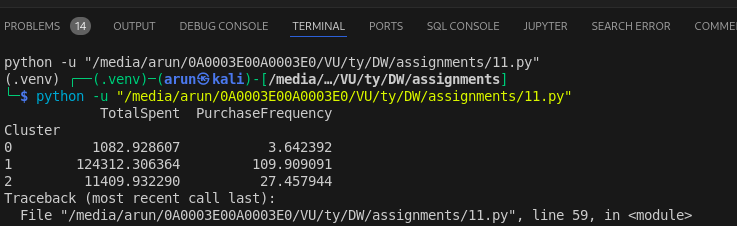 PROBLEMS 14 OUTPUT DEBUG CONSOLE TERMINAL PORTS SQL CONSOLE JUPYTER SEARCH ERROR COMME
python -u "/media/arun/0A0003E00A0003E0/VU/ty/DW/assignments/11.py"
(.venv) ┌──(.venv)─(arun㉿kali)-[/media/…/VU/ty/DW/assignments]
└─$ python -u "/media/arun/0A0003E00A0003E0/VU/ty/DW/assignments/11.py"
TotalSpent PurchaseFrequency
Cluster
0 1082.928607 3.642392
1 124312.306364 109.909091
2 11409.932290 27.457944
Traceback (most recent call last):
File "/media/arun/0A0003E00A0003E0/VU/ty/DW/assignments/11.py", line 59, in <module>